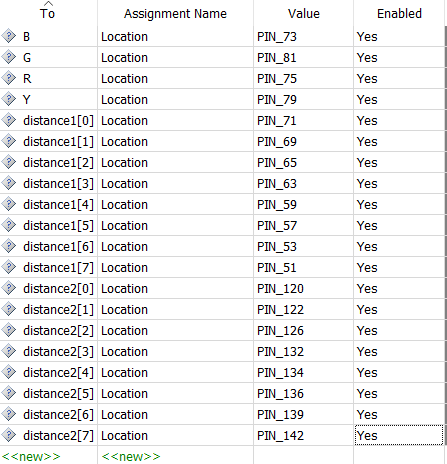 To Assignment Name Value Enabled
B Location PIN_73 Yes
G Location PIN_81 Yes
R Location PIN_75 Yes
Y Location PIN_79 Yes
distance1[0] Location PIN_71 Yes
distance1[1] Location PIN_69 Yes
distance1[2] Location PIN_65 Yes
distance1[3] Location PIN_63 Yes
distance1[4] Location PIN_59 Yes
distance1[5] Location PIN_57 Yes
distance1[6] Location PIN_53 Yes
distance1[7] Location PIN_51 Yes
distance2[0] Location PIN_120 Yes
distance2[1] Location PIN_122 Yes
distance2[2] Location PIN_126 Yes
distance2[3] Location PIN_132 Yes
distance2[4] Location PIN_134 Yes
distance2[5] Location PIN_136 Yes
distance2[6] Location PIN_139 Yes
distance2[7] Location PIN_142 Yes
<<new>> <<new>>